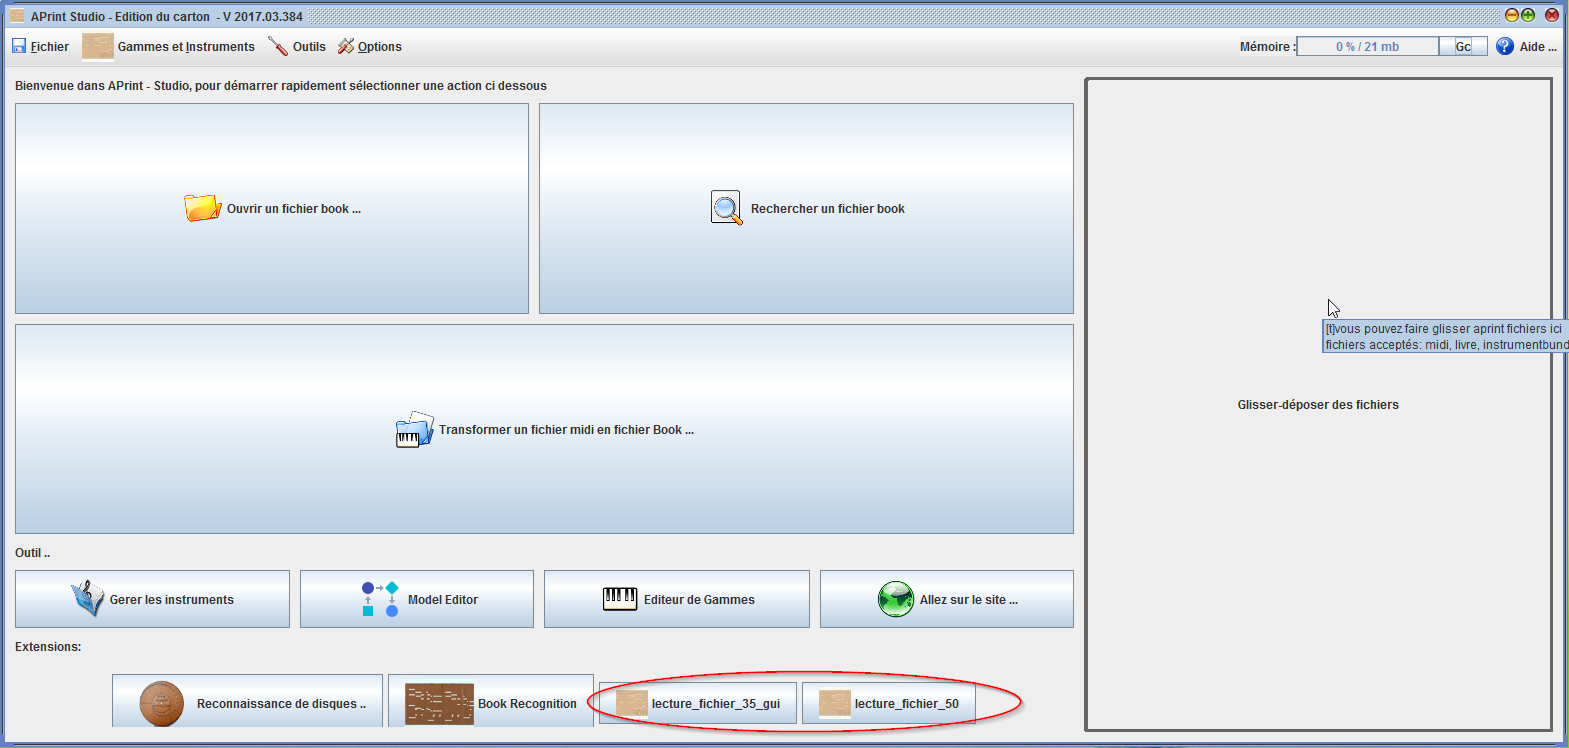 APrint Studio - Edition du carton  - V 2017.03.384
Fichier Gammes et Instruments Outils Options Mémoire : 0 % / 21 mb Gc Aide ...
Bienvenue dans APrint - Studio, pour démarrer rapidement sélectionner une action ci dessous
Ouvrir un fichier book ...
Rechercher un fichier book
[t]vous pouvez faire glisser aprint fichiers ici
fichiers acceptés: midi, livre, instrumentbund
Glisser-déposer des fichiers
Transformer un fichier midi en fichier Book ...
Outil ..
Gerer les instruments
Model Editor
Editeur de Gammes
Allez sur le site ...
Extensions:
Reconnaissance de disques ..
Book Recognition
lecture_fichier_35_gui
lecture_fichier_50